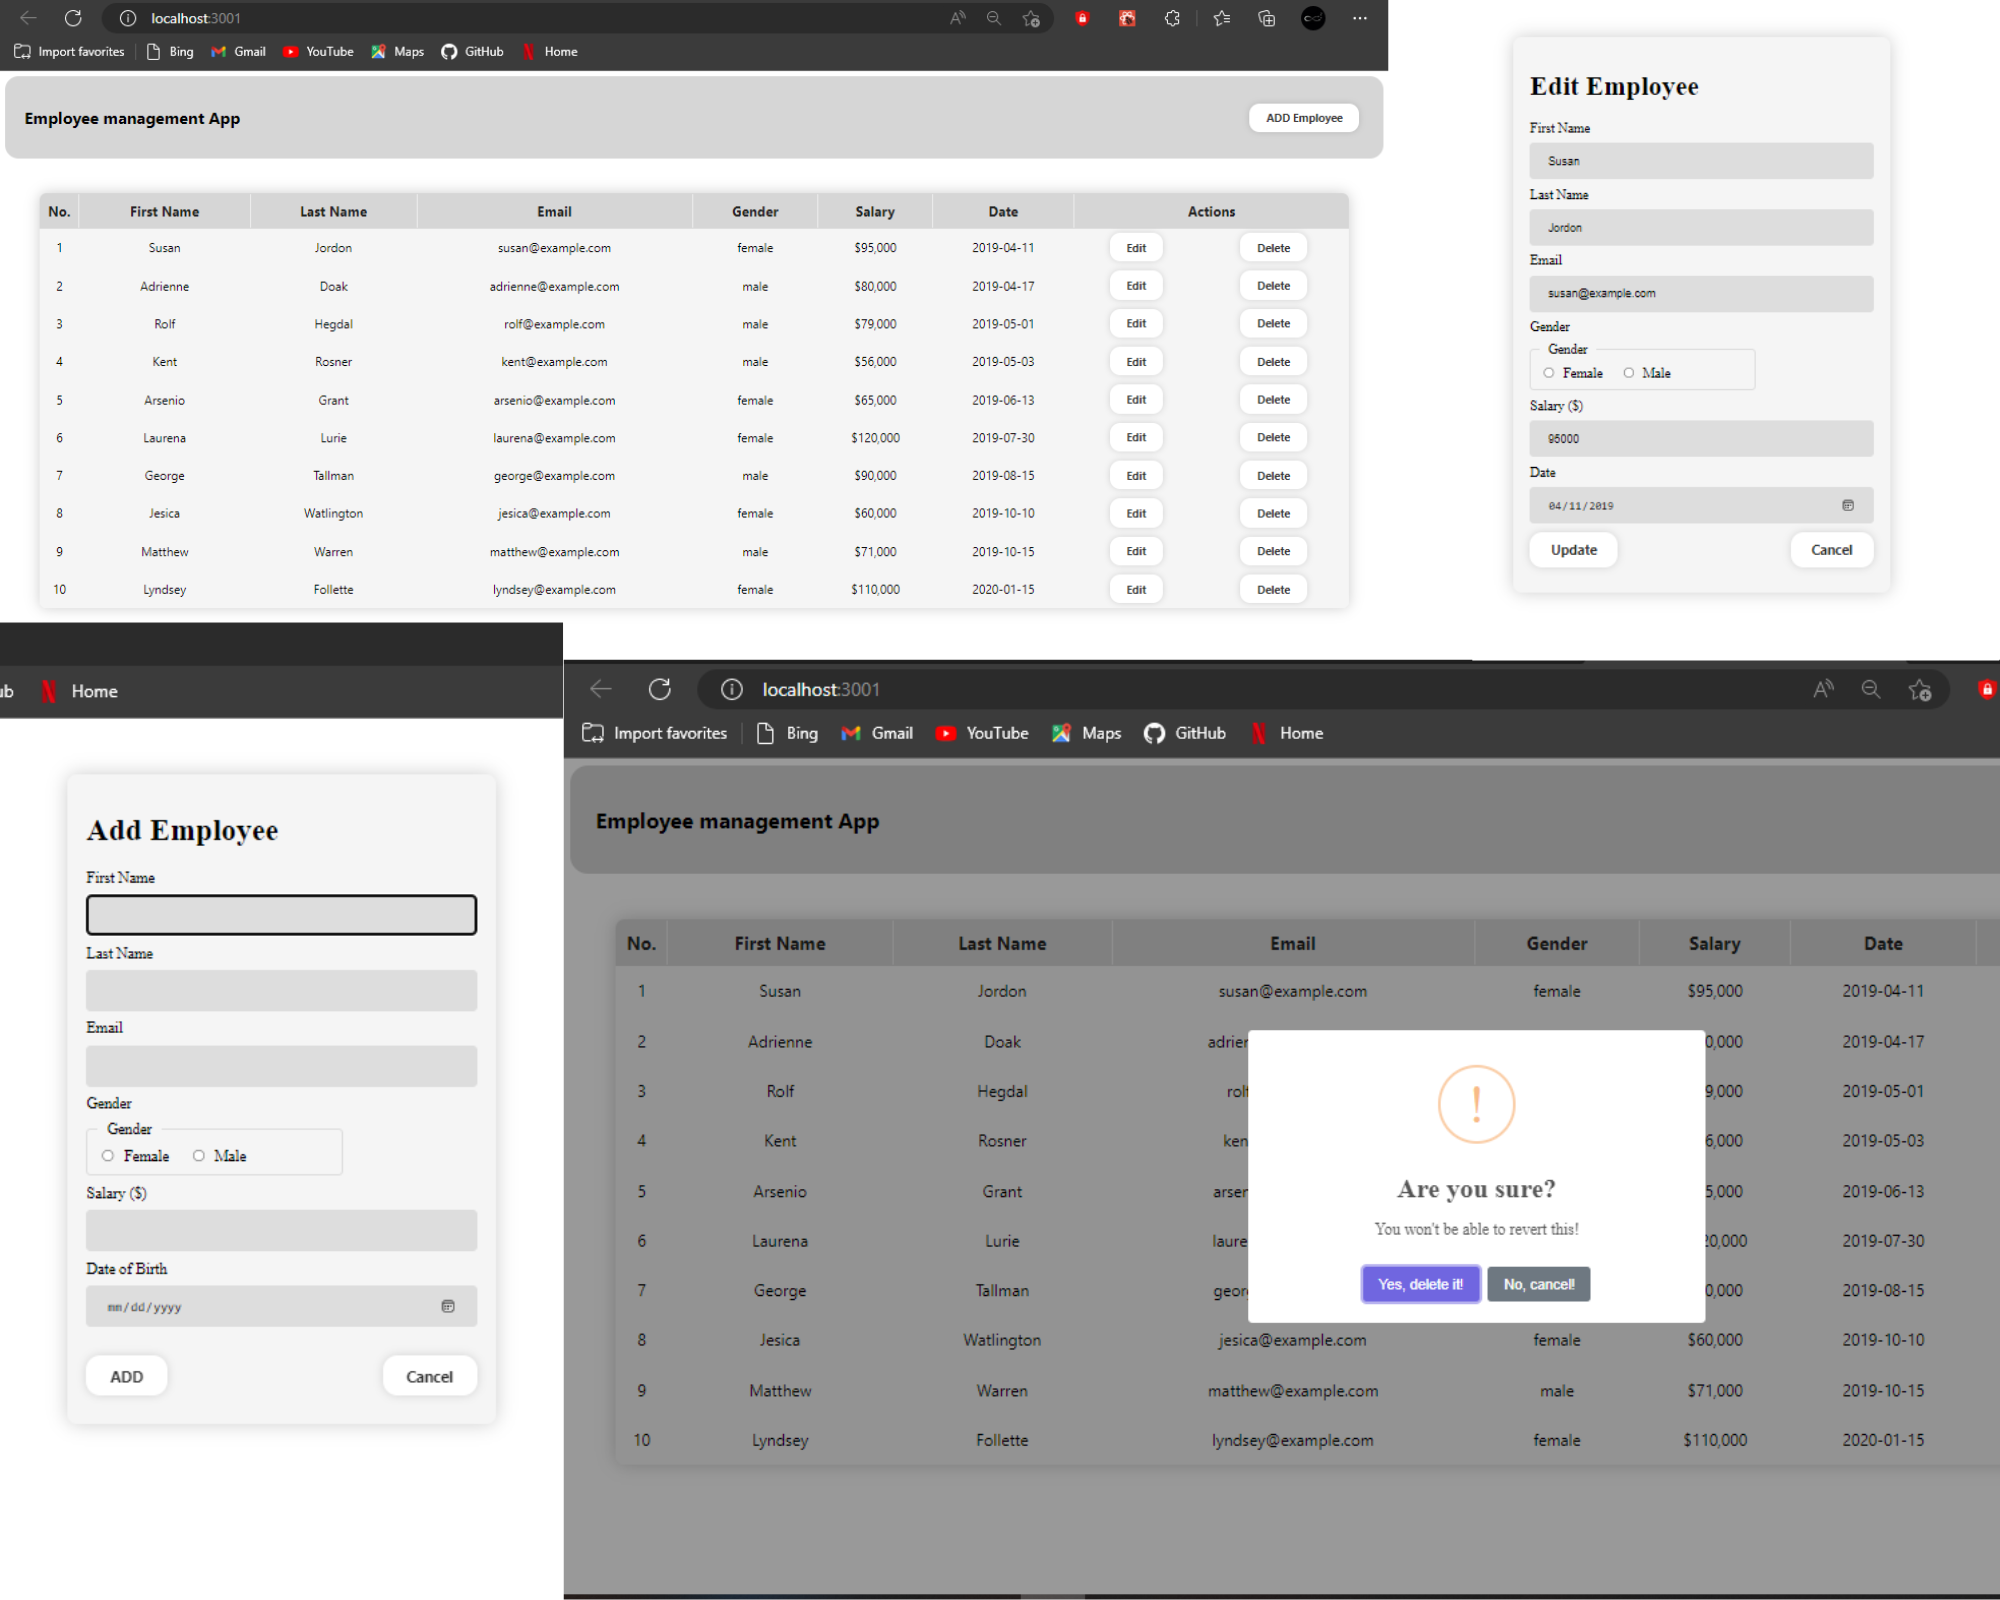 localhost:3001
Import favorites Bing Gmail YouTube Maps GitHub Home
Employee management App ADD Employee
No. First Name Last Name Email Gender Salary Date Actions
1 Susan Jordon susan@example.com female $95,000 2019-04-11 Edit Delete
2 Adrienne Doak adrienne@example.com male $80,000 2019-04-17 Edit Delete
3 Rolf Hegdal rolf@example.com male $79,000 2019-05-01 Edit Delete
4 Kent Rosner kent@example.com male $56,000 2019-05-03 Edit Delete
5 Arsenio Grant arsenio@example.com female $65,000 2019-06-13 Edit Delete
6 Laurena Lurie laurena@example.com female $120,000 2019-07-30 Edit Delete
7 George Tallman george@example.com male $90,000 2019-08-15 Edit Delete
8 Jesica Watlington jesica@example.com female $60,000 2019-10-10 Edit Delete
9 Matthew Warren matthew@example.com male $71,000 2019-10-15 Edit Delete
10 Lyndsey Follette lyndsey@example.com female $110,000 2020-01-15 Edit Delete
Edit Employee
First Name
Susan
Last Name
Jordon
Email
susan@example.com
Gender
Gender
Female Male
Salary ($)
95000
Date
04/11/2019
Update Cancel
ub Home
Add Employee
First Name
Last Name
Email
Gender
Gender
Female Male
Salary ($)
Date of Birth
mm/dd/yyyy
ADD Cancel
localhost:3001
Import favorites Bing Gmail YouTube Maps GitHub Home
Employee management App
No. First Name Last Name Email Gender Salary Date
1 Susan Jordon susan@example.com female $95,000 2019-04-11
2 Adrienne Doak adrier 0,000 2019-04-17
3 Rolf Hegdal rolf 9,000 2019-05-01
4 Kent Rosner ken 6,000 2019-05-03
5 Arsenio Grant arser 5,000 2019-06-13
6 Laurena Lurie laure 20,000 2019-07-30
7 George Tallman geor 0,000 2019-08-15
8 Jesica Watlington jesica@example.com female $60,000 2019-10-10
9 Matthew Warren matthew@example.com male $71,000 2019-10-15
10 Lyndsey Follette lyndsey@example.com female $110,000 2020-01-15
!
Are you sure?
You won't be able to revert this!
Yes, delete it! No, cancel!